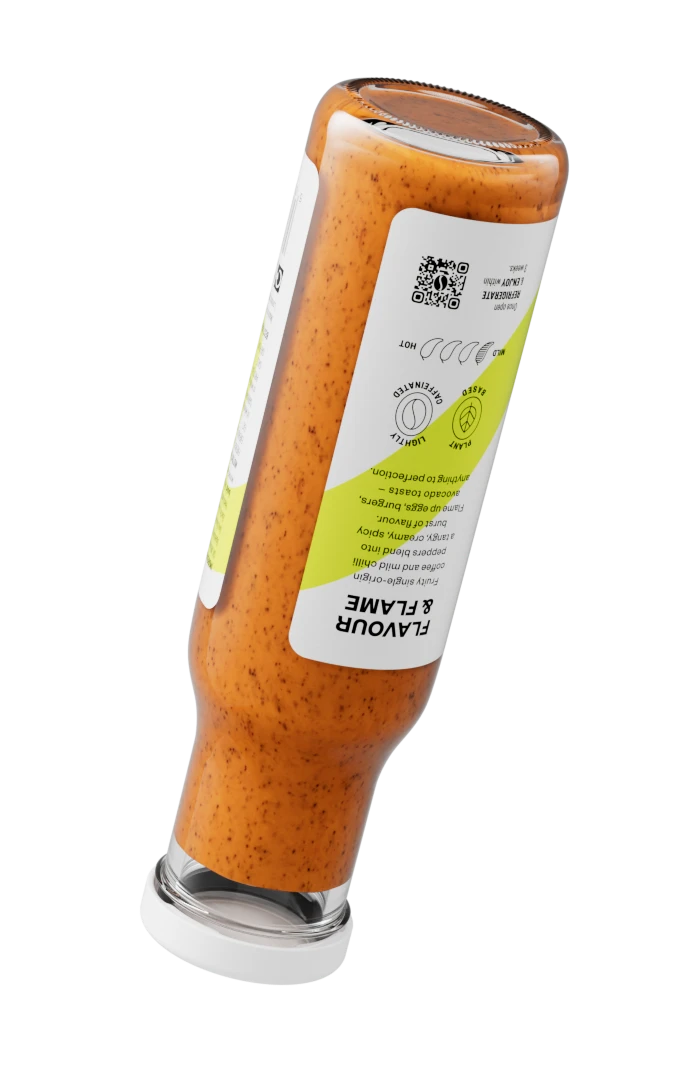 FLAVOUR
& FLAME
Fruity single-origin
coffee and mild chilli
peppers blend into
a tangy, creamy, spicy
burst of flavour.
Flame up eggs, burgers,
avocado toasts –
anything to perfection.
LIGHTLY CAFFEINATED
PLANT BASED
MILD HOT
Once open
REFRIGERATE
& ENJOY within